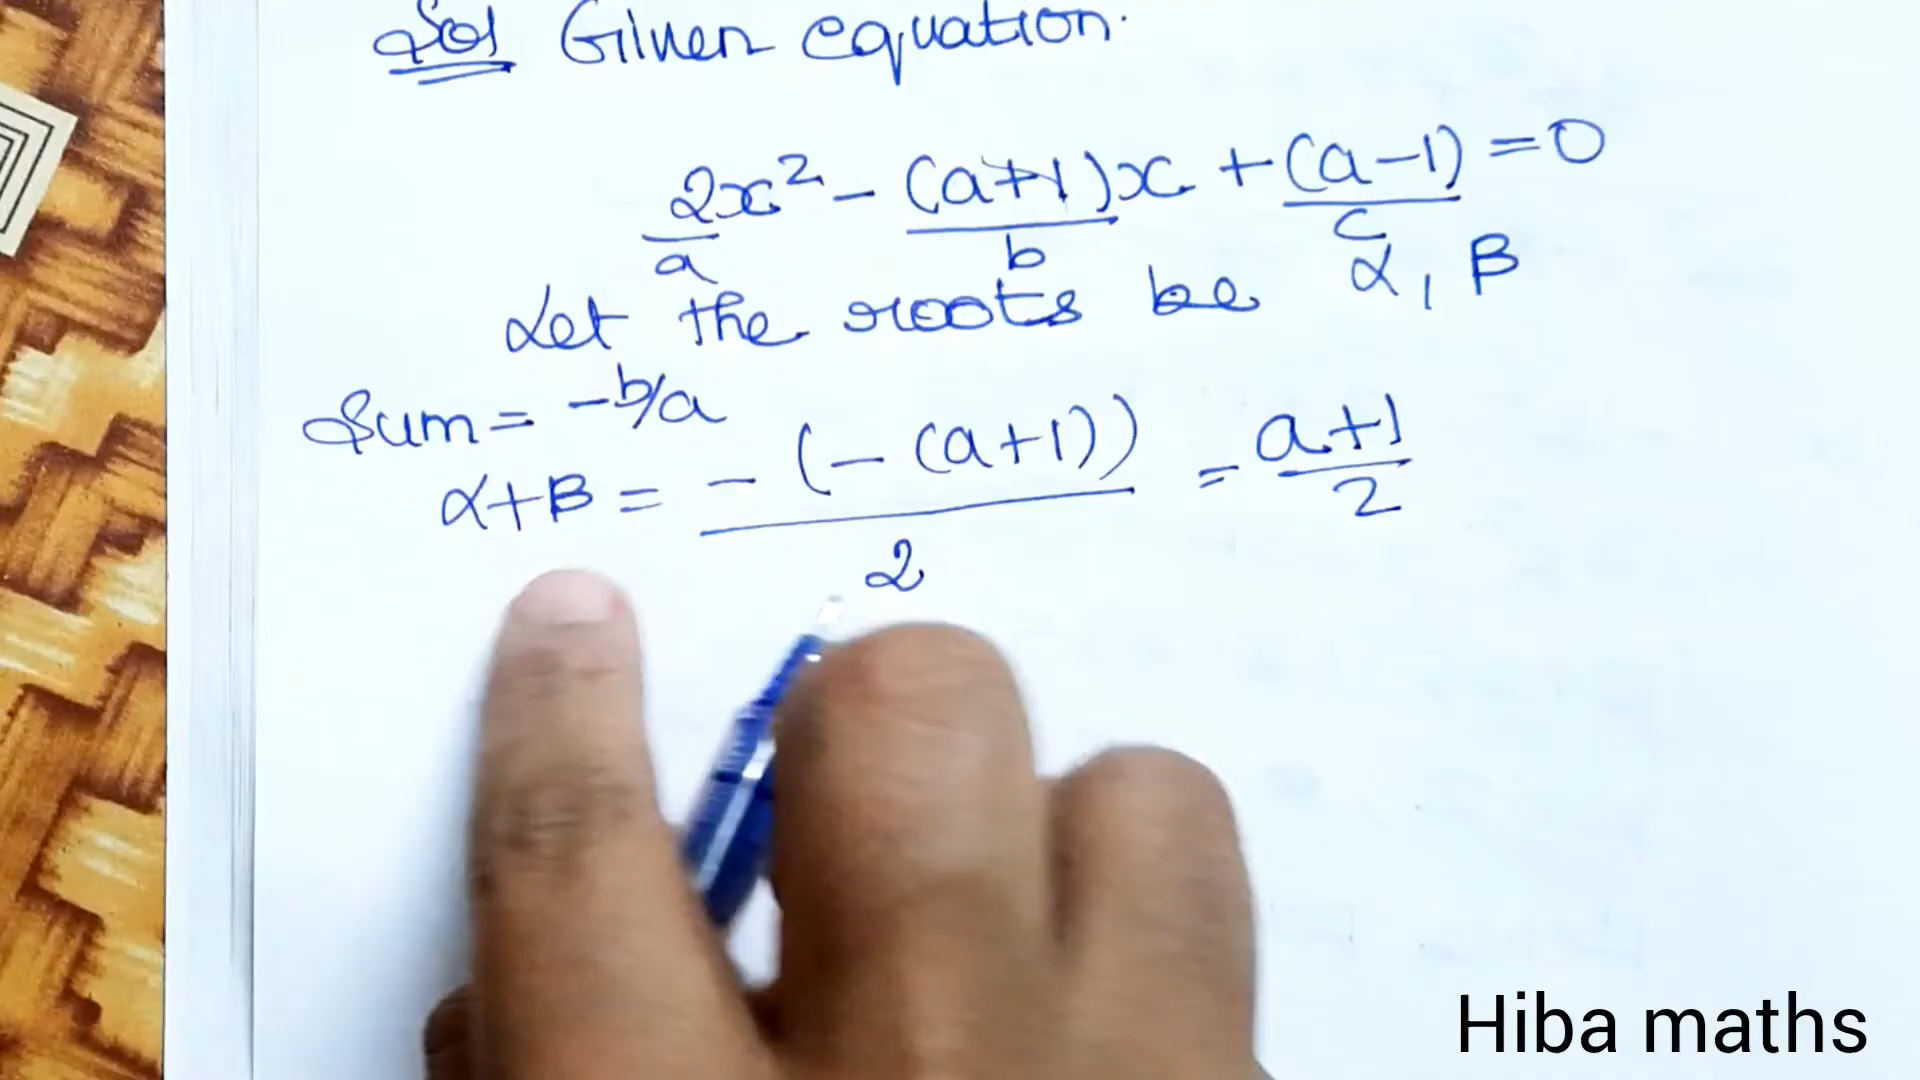 Sol Given equation.
2x² - (a+1)x + (a-1) = 0
a b c
Let the roots be α, β
Sum = -b/a
α+β = -(-(a+1))/2 = a+1/2
Hiba maths